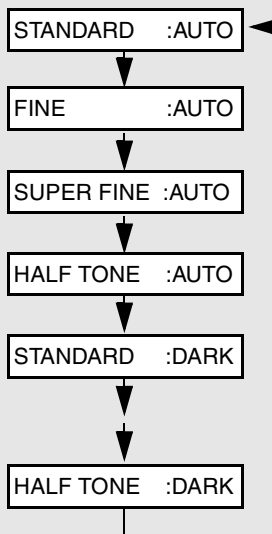 STANDARD :AUTO
FINE :AUTO
SUPER FINE :AUTO
HALF TONE :AUTO
STANDARD :DARK
HALF TONE :DARK